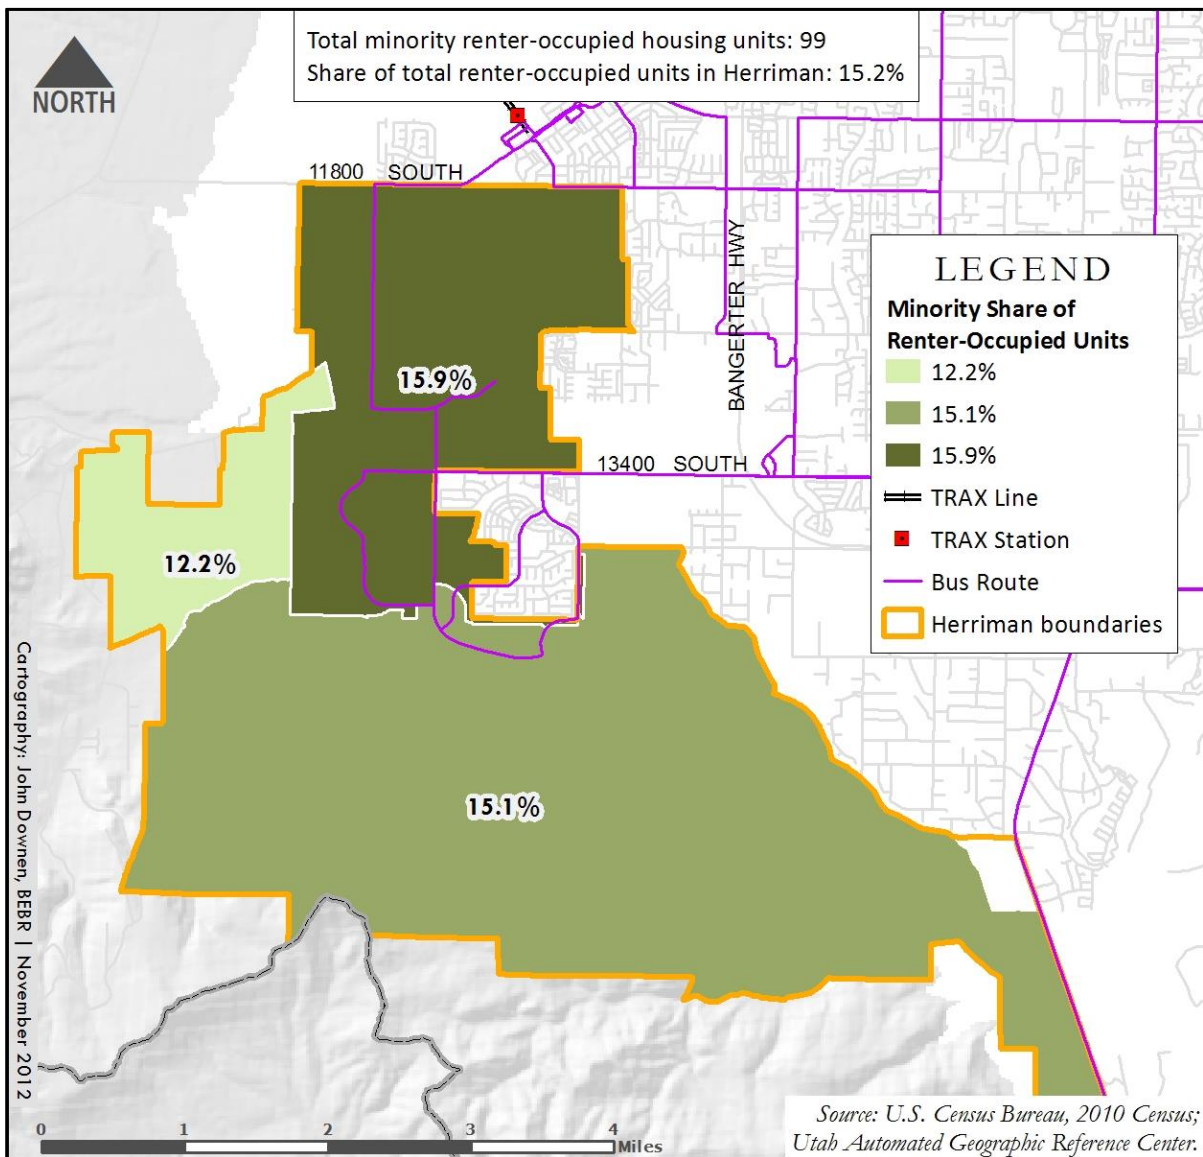 Total minority renter-occupied housing units: 99
Share of total renter-occupied units in Herriman: 15.2%
NORTH
11800 SOUTH
BANGERTER HWY
LEGEND
Minority Share of
Renter-Occupied Units
12.2%
15.1%
15.9%
TRAX Line
TRAX Station
Bus Route
Herriman boundaries
15.9%
13400 SOUTH
12.2%
15.1%
Cartography: John Downen, BEBR | November 2012
0 1 2 3 4
Miles
Source: U.S. Census Bureau, 2010 Census;
Utah Automated Geographic Reference Center.